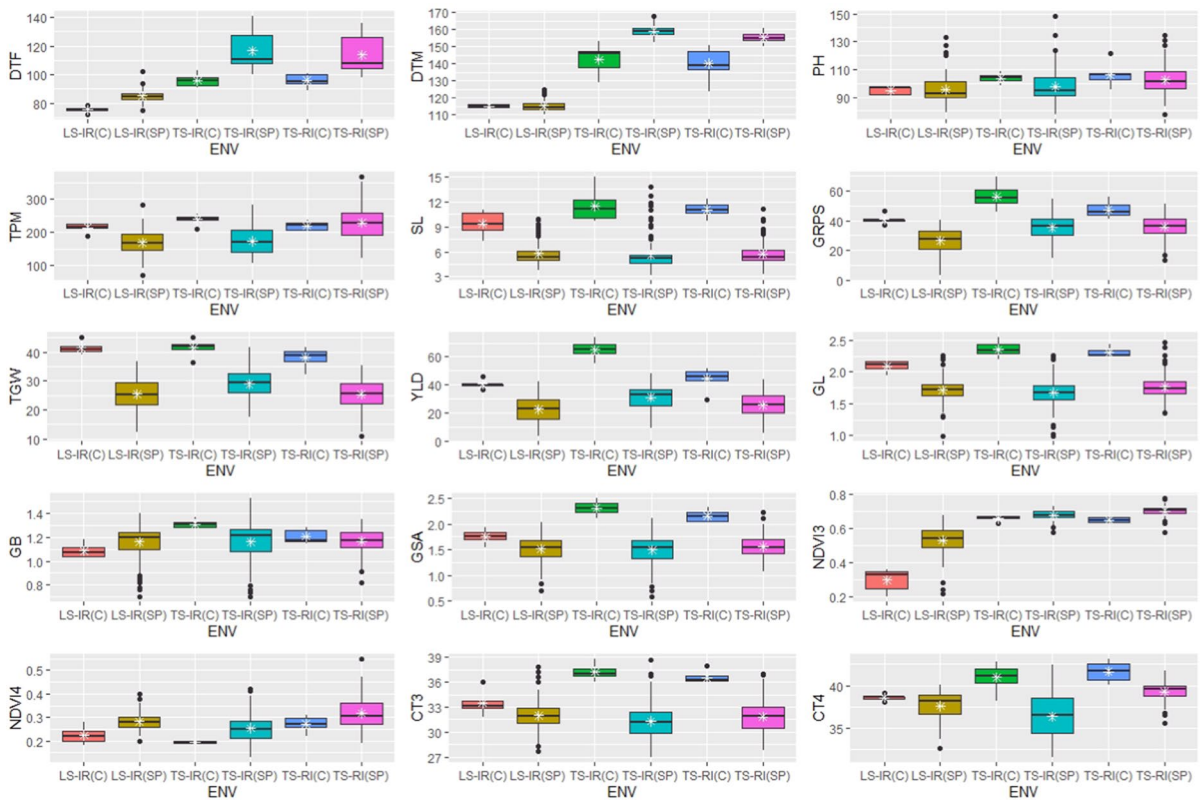 DTF
140
120
100
80
LS-IR(C) LS-IR(SP) TS-IR(C) TS-IR(SP) TS-RI(C) TS-RI(SP)
ENV
DTM
170
160
150
140
130
120
110
LS-IR(C) LS-IR(SP) TS-IR(C) TS-IR(SP) TS-RI(C) TS-RI(SP)
ENV
PH
150
130
110
90
LS-IR(C) LS-IR(SP) TS-IR(C) TS-IR(SP) TS-RI(C) TS-RI(SP)
ENV
TPM
300
200
100
LS-IR(C) LS-IR(SP) TS-IR(C) TS-IR(SP) TS-RI(C) TS-RI(SP)
ENV
SL
15
12
9
6
3
LS-IR(C) LS-IR(SP) TS-IR(C) TS-IR(SP) TS-RI(C) TS-RI(SP)
ENV
GRPS
60
40
20
0
LS-IR(C) LS-IR(SP) TS-IR(C) TS-IR(SP) TS-RI(C) TS-RI(SP)
ENV
TGW
40
30
20
10
LS-IR(C) LS-IR(SP) TS-IR(C) TS-IR(SP) TS-RI(C) TS-RI(SP)
ENV
YLD
60
40
20
0
LS-IR(C) LS-IR(SP) TS-IR(C) TS-IR(SP) TS-RI(C) TS-RI(SP)
ENV
GL
2.5
2.0
1.5
1.0
LS-IR(C) LS-IR(SP) TS-IR(C) TS-IR(SP) TS-RI(C) TS-RI(SP)
ENV
GB
1.4
1.2
1.0
0.8
LS-IR(C) LS-IR(SP) TS-IR(C) TS-IR(SP) TS-RI(C) TS-RI(SP)
ENV
GSA
2.5
2.0
1.5
1.0
0.5
LS-IR(C) LS-IR(SP) TS-IR(C) TS-IR(SP) TS-RI(C) TS-RI(SP)
ENV
NDVI3
0.8
0.6
0.4
0.2
LS-IR(C) LS-IR(SP) TS-IR(C) TS-IR(SP) TS-RI(C) TS-RI(SP)
ENV
NDVI4
0.5
0.4
0.3
0.2
LS-IR(C) LS-IR(SP) TS-IR(C) TS-IR(SP) TS-RI(C) TS-RI(SP)
ENV
CT3
39
36
33
30
27
LS-IR(C) LS-IR(SP) TS-IR(C) TS-IR(SP) TS-RI(C) TS-RI(SP)
ENV
CT4
40
35
LS-IR(C) LS-IR(SP) TS-IR(C) TS-IR(SP) TS-RI(C) TS-RI(SP)
ENV